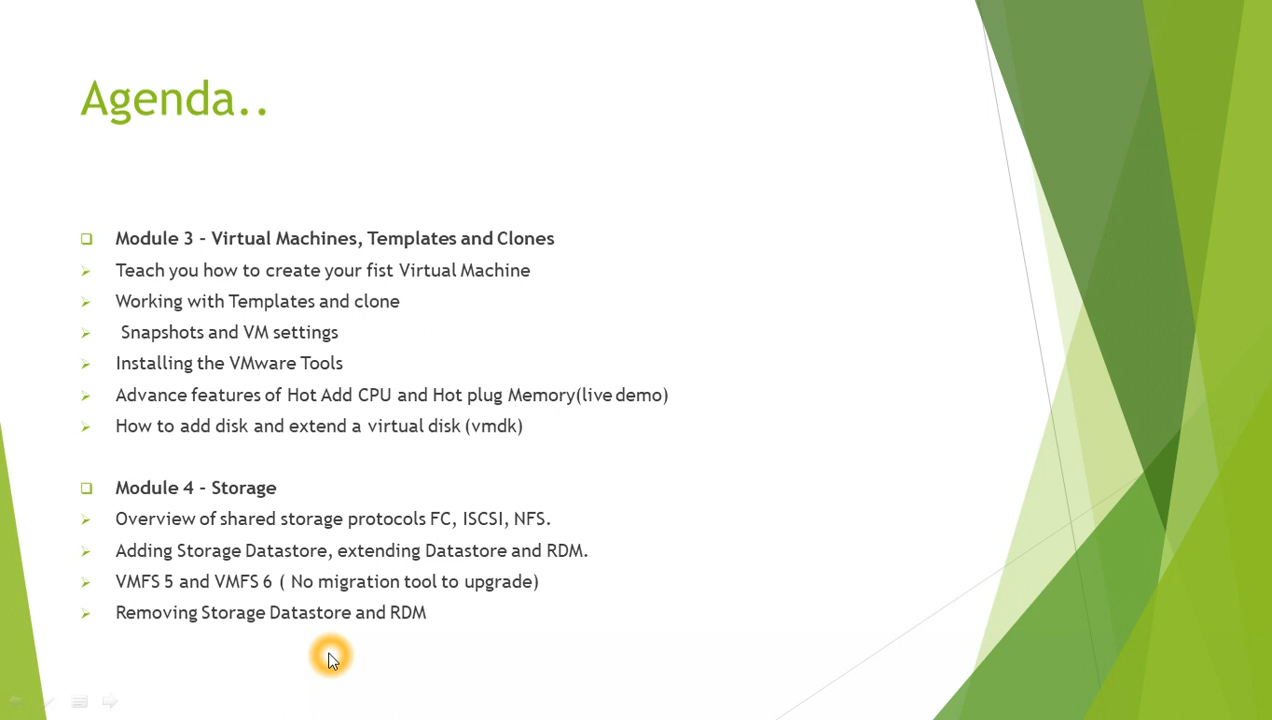 Agenda..
Module 3 - Virtual Machines, Templates and Clones
Teach you how to create your fist Virtual Machine
Working with Templates and clone
Snapshots and VM settings
Installing the VMware Tools
Advance features of Hot Add CPU and Hot plug Memory(live demo)
How to add disk and extend a virtual disk (vmdk)
Module 4 - Storage
Overview of shared storage protocols FC, ISCSI, NFS.
Adding Storage Datastore, extending Datastore and RDM.
VMFS 5 and VMFS 6 ( No migration tool to upgrade)
Removing Storage Datastore and RDM